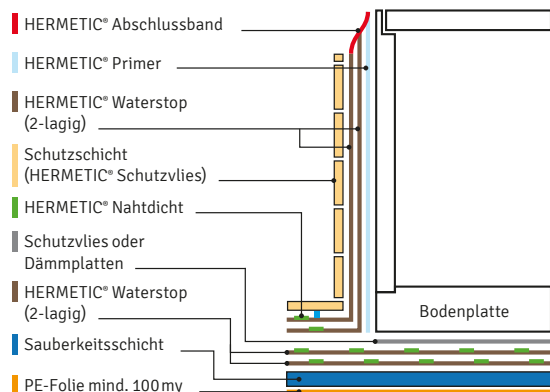 HERMETIC® Abschlussband
HERMETIC® Primer
HERMETIC® Waterstop
(2-lagig)
Schutzschicht
(HERMETIC® Schutzvlies)
HERMETIC® Nahtdicht
Schutzvlies oder
Dämmplatten
HERMETIC® Waterstop
(2-lagig)
Sauberkeitsschicht
PE-Folie mind. 100 my
Bodenplatte